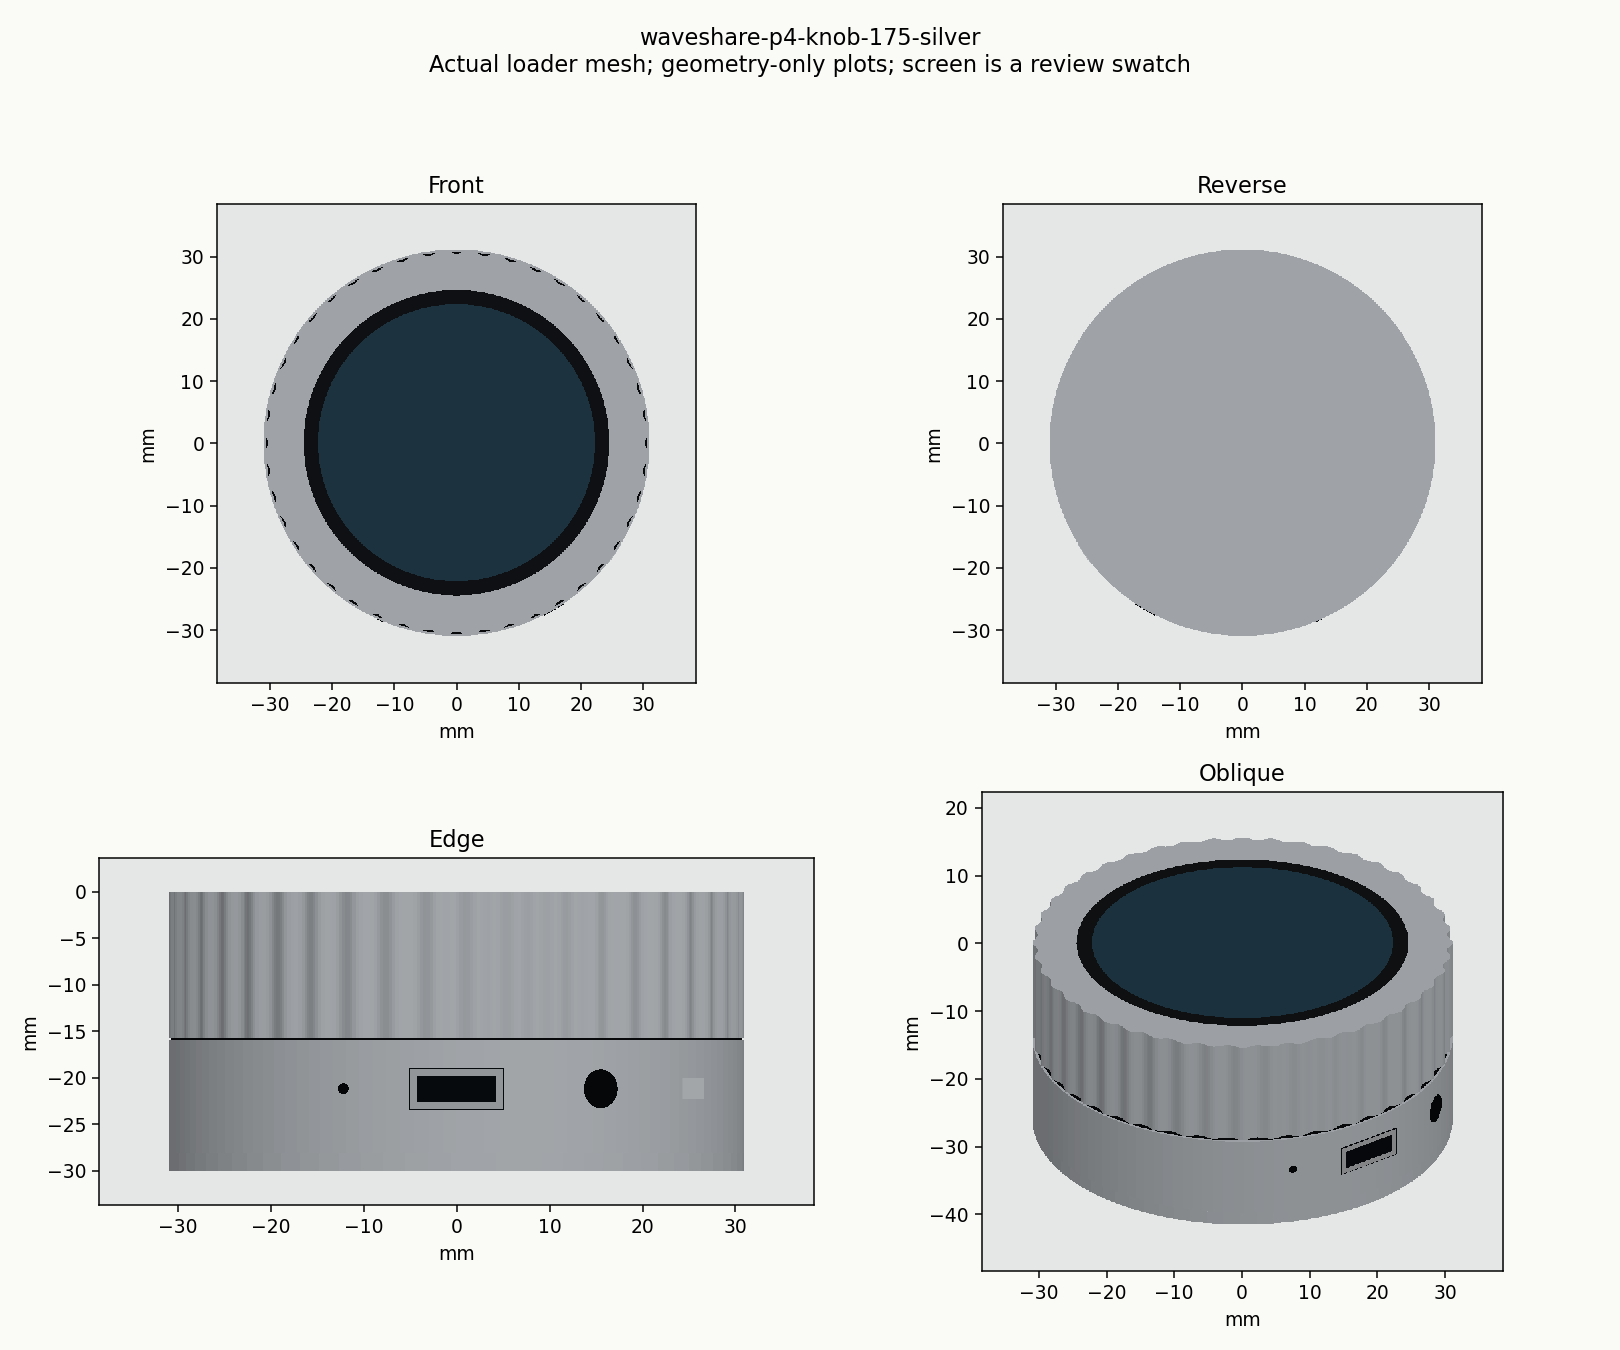 waveshare-p4-knob-175-silver
Actual loader mesh; geometry-only plots; screen is a review swatch
Front
30
20
10
0
−10
−20
−30
mm
−30 −20 −10 0 10 20 30
mm
Reverse
30
20
10
0
−10
−20
−30
mm
−30 −20 −10 0 10 20 30
mm
Edge
0
−5
−10
−15
−20
−25
−30
mm
−30 −20 −10 0 10 20 30
mm
Oblique
20
10
0
−10
−20
−30
−40
mm
−30 −20 −10 0 10 20 30
mm